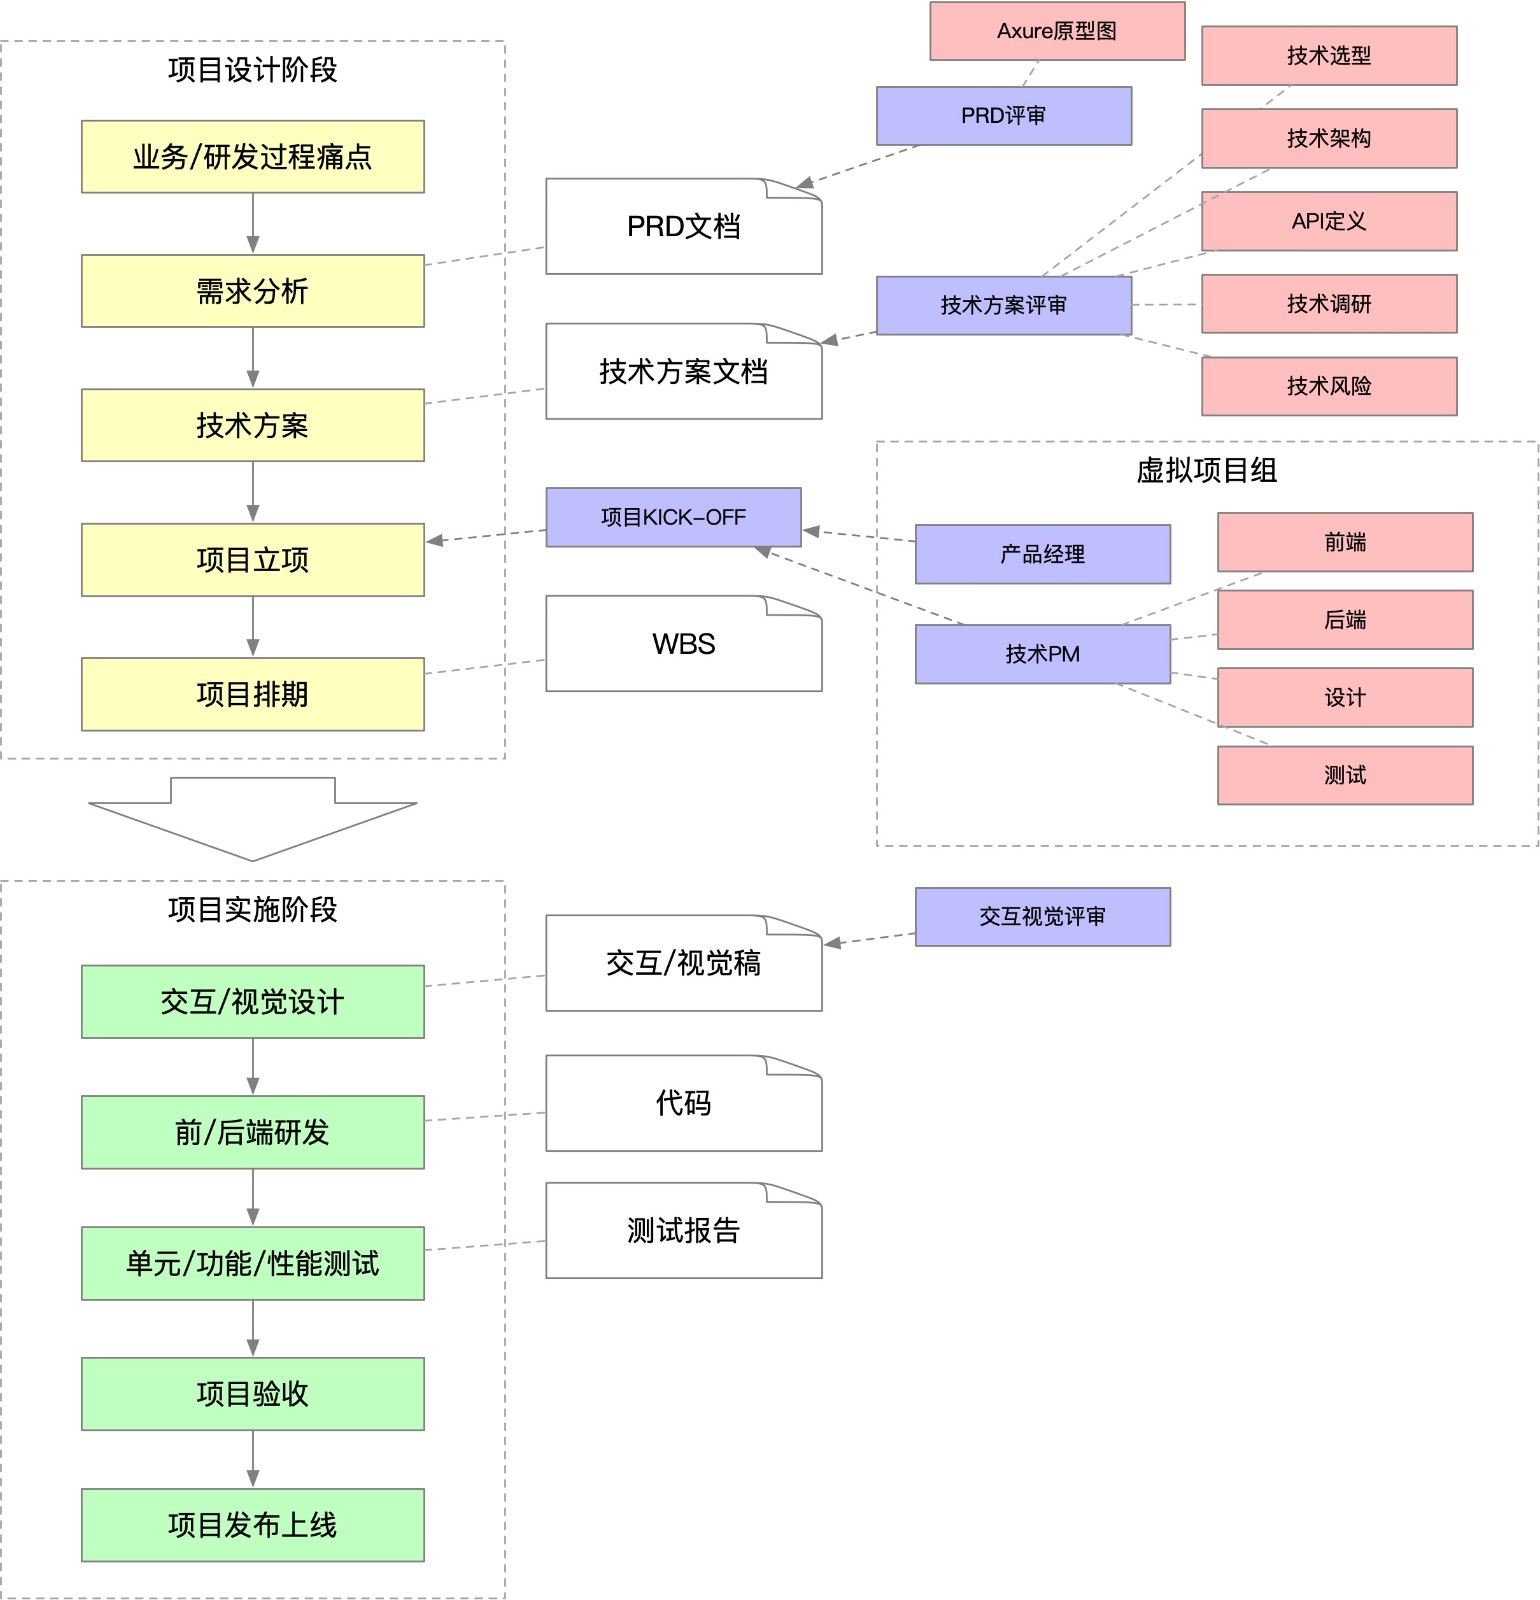 Axure原型图
技术选型
项目设计阶段
PRD评审
技术架构
业务/研发过程痛点
PRD文档
API定义
需求分析
技术方案评审
技术调研
技术方案文档
技术风险
技术方案
虚拟项目组
项目KICK-OFF
产品经理
前端
项目立项
后端
WBS
技术PM
项目排期
设计
测试
项目实施阶段
交互视觉评审
交互/视觉稿
交互/视觉设计
代码
前/后端研发
测试报告
单元/功能/性能测试
项目验收
项目发布上线